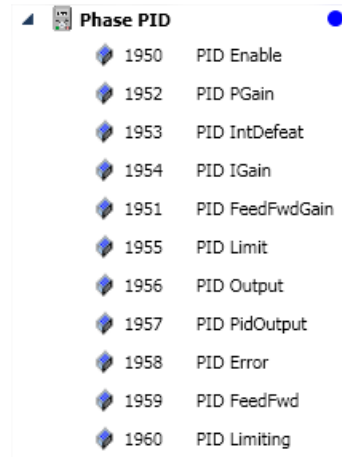 Phase PID
1950 PID Enable
1952 PID PGain
1953 PID IntDefeat
1954 PID IGain
1951 PID FeedFwdGain
1955 PID Limit
1956 PID Output
1957 PID PidOutput
1958 PID Error
1959 PID FeedFwd
1960 PID Limiting